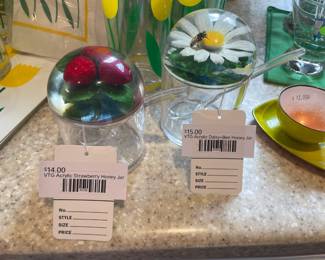 $14.00
VTG Acrylic Strawberry Honey Jar
No.
STYLE
SIZE
PRICE
$15.00
VTG Acrylic Daisy+Bee Honey Jar
No.
STYLE
SIZE
PRICE